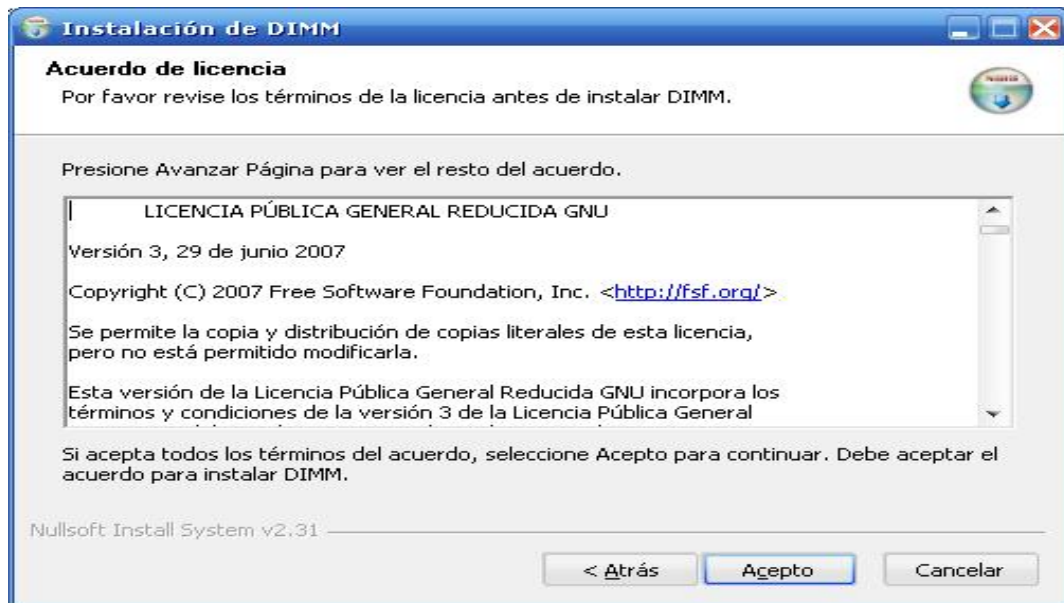 Instalación de DIMM
Acuerdo de licencia
Por favor revise los términos de la licencia antes de instalar DIMM.
Presione Avanzar Página para ver el resto del acuerdo.
LICENCIA PÚBLICA GENERAL REDUCIDA GNU
Versión 3, 29 de junio 2007
Copyright (C) 2007 Free Software Foundation, Inc. <http://fsf.org/>
Se permite la copia y distribución de copias literales de esta licencia,
pero no está permitido modificarla.
Esta versión de la Licencia Pública General Reducida GNU incorpora los
términos y condiciones de la versión 3 de la Licencia Pública General
Si acepta todos los términos del acuerdo, seleccione Acepto para continuar. Debe aceptar el
acuerdo para instalar DIMM.
Nullsoft Install System v2.31
< Atrás
Acepto
Cancelar